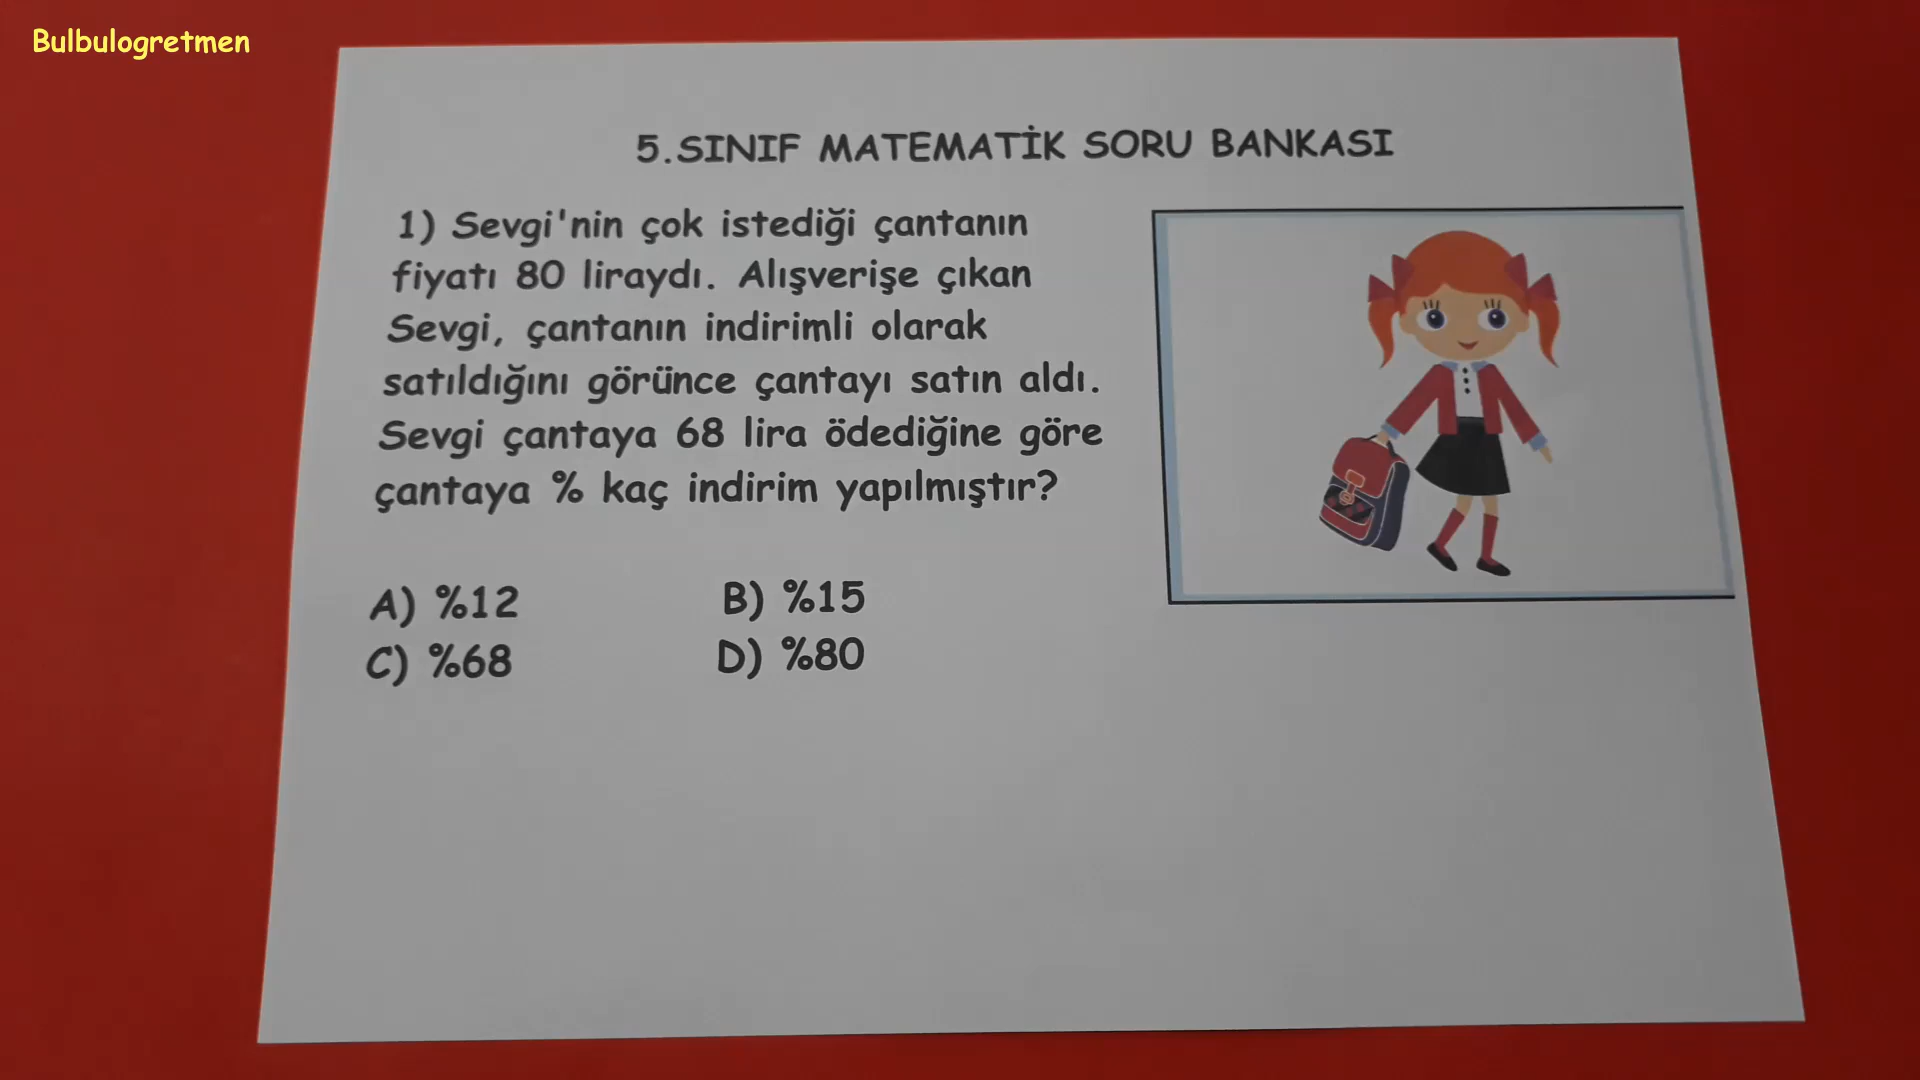 Bulbulogretmen
5.SINIF MATEMATİK SORU BANKASI
1) Sevgi'nin çok istediği çantanın
fiyatı 80 liraydı. Alışverişe çıkan
Sevgi, çantanın indirimli olarak
satıldığını görünce çantayı satın aldı.
Sevgi çantaya 68 lira ödediğine göre
çantaya % kaç indirim yapılmıştır?
A) %12 B) %15
C) %68 D) %80